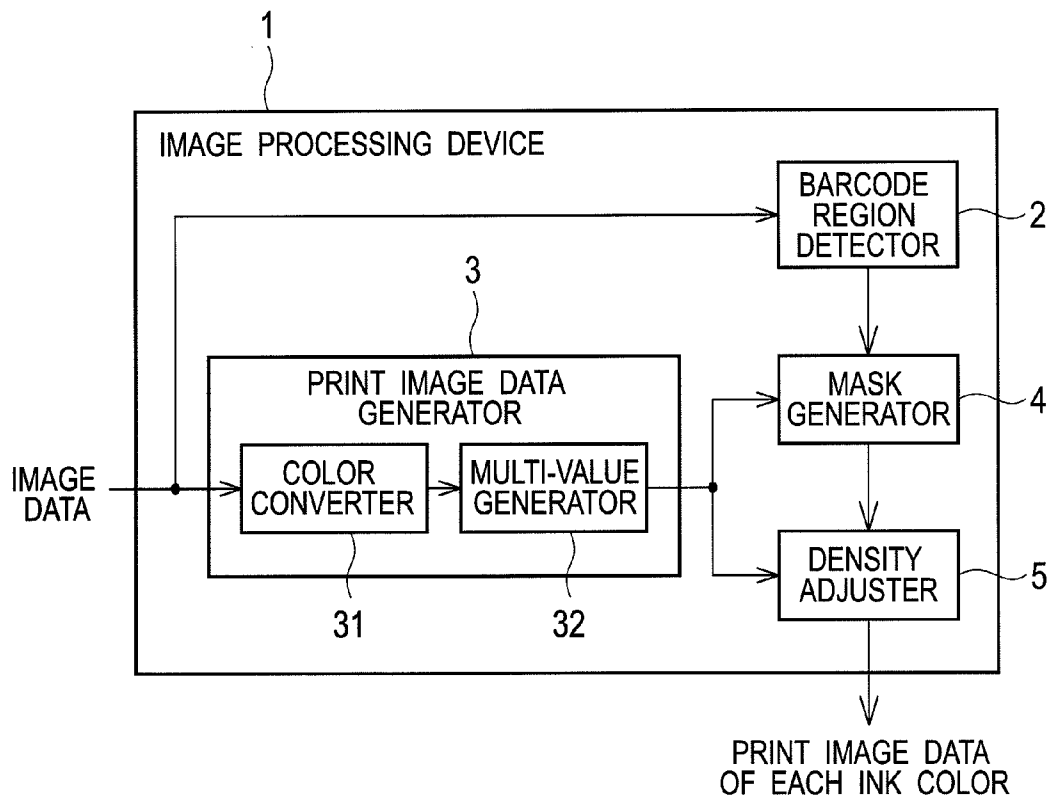 1
IMAGE PROCESSING DEVICE
BARCODE
REGION
DETECTOR
2
3
PRINT IMAGE DATA
GENERATOR
MASK
GENERATOR
4
IMAGE
DATA
COLOR
CONVERTER
MULTI-VALUE
GENERATOR
DENSITY
ADJUSTER
5
31
32
PRINT IMAGE DATA
OF EACH INK COLOR